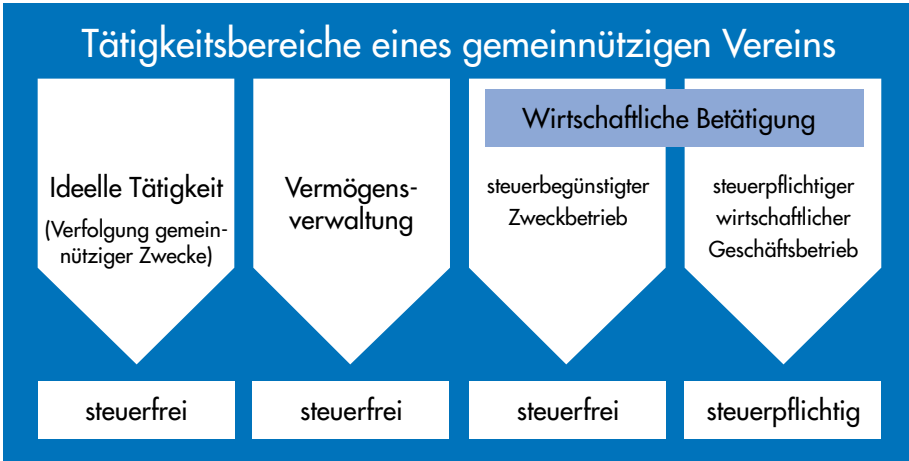 Tätigkeitsbereiche eines gemeinnützigen Vereins
Ideelle Tätigkeit
(Verfolgung gemein-
nütziger Zwecke)
steuerfrei
Vermögens-
verwaltung
steuerfrei
Wirtschaftliche Betätigung
steuerbegünstigter
Zweckbetrieb
steuerfrei
steuerpflichtiger
wirtschaftlicher
Geschäftsbetrieb
steuerpflichtig